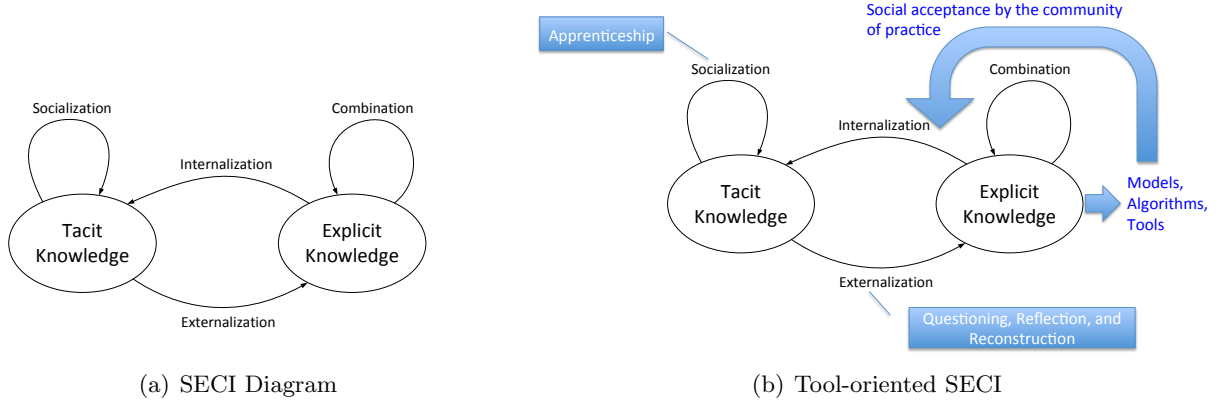 Socialization
Combination
Internalization
Tacit
Knowledge
Explicit
Knowledge
Externalization
(a) SECI Diagram
Social acceptance by the community
of practice
Apprenticeship
Socialization
Combination
Internalization
Tacit
Knowledge
Explicit
Knowledge
Models,
Algorithms,
Tools
Externalization
Questioning, Reflection, and
Reconstruction
(b) Tool-oriented SECI